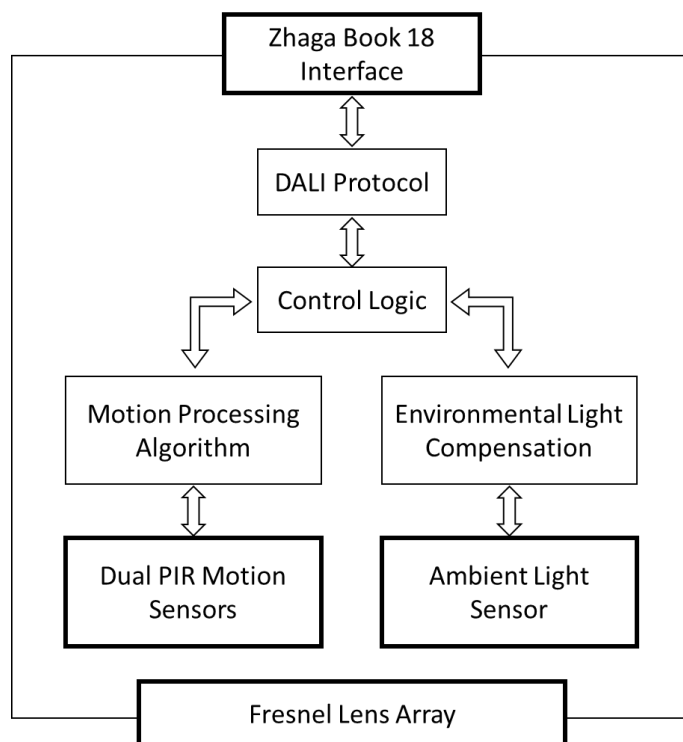 Zhaga Book 18
Interface
DALI Protocol
Control Logic
Motion Processing
Algorithm
Environmental Light
Compensation
Dual PIR Motion
Sensors
Ambient Light
Sensor
Fresnel Lens Array